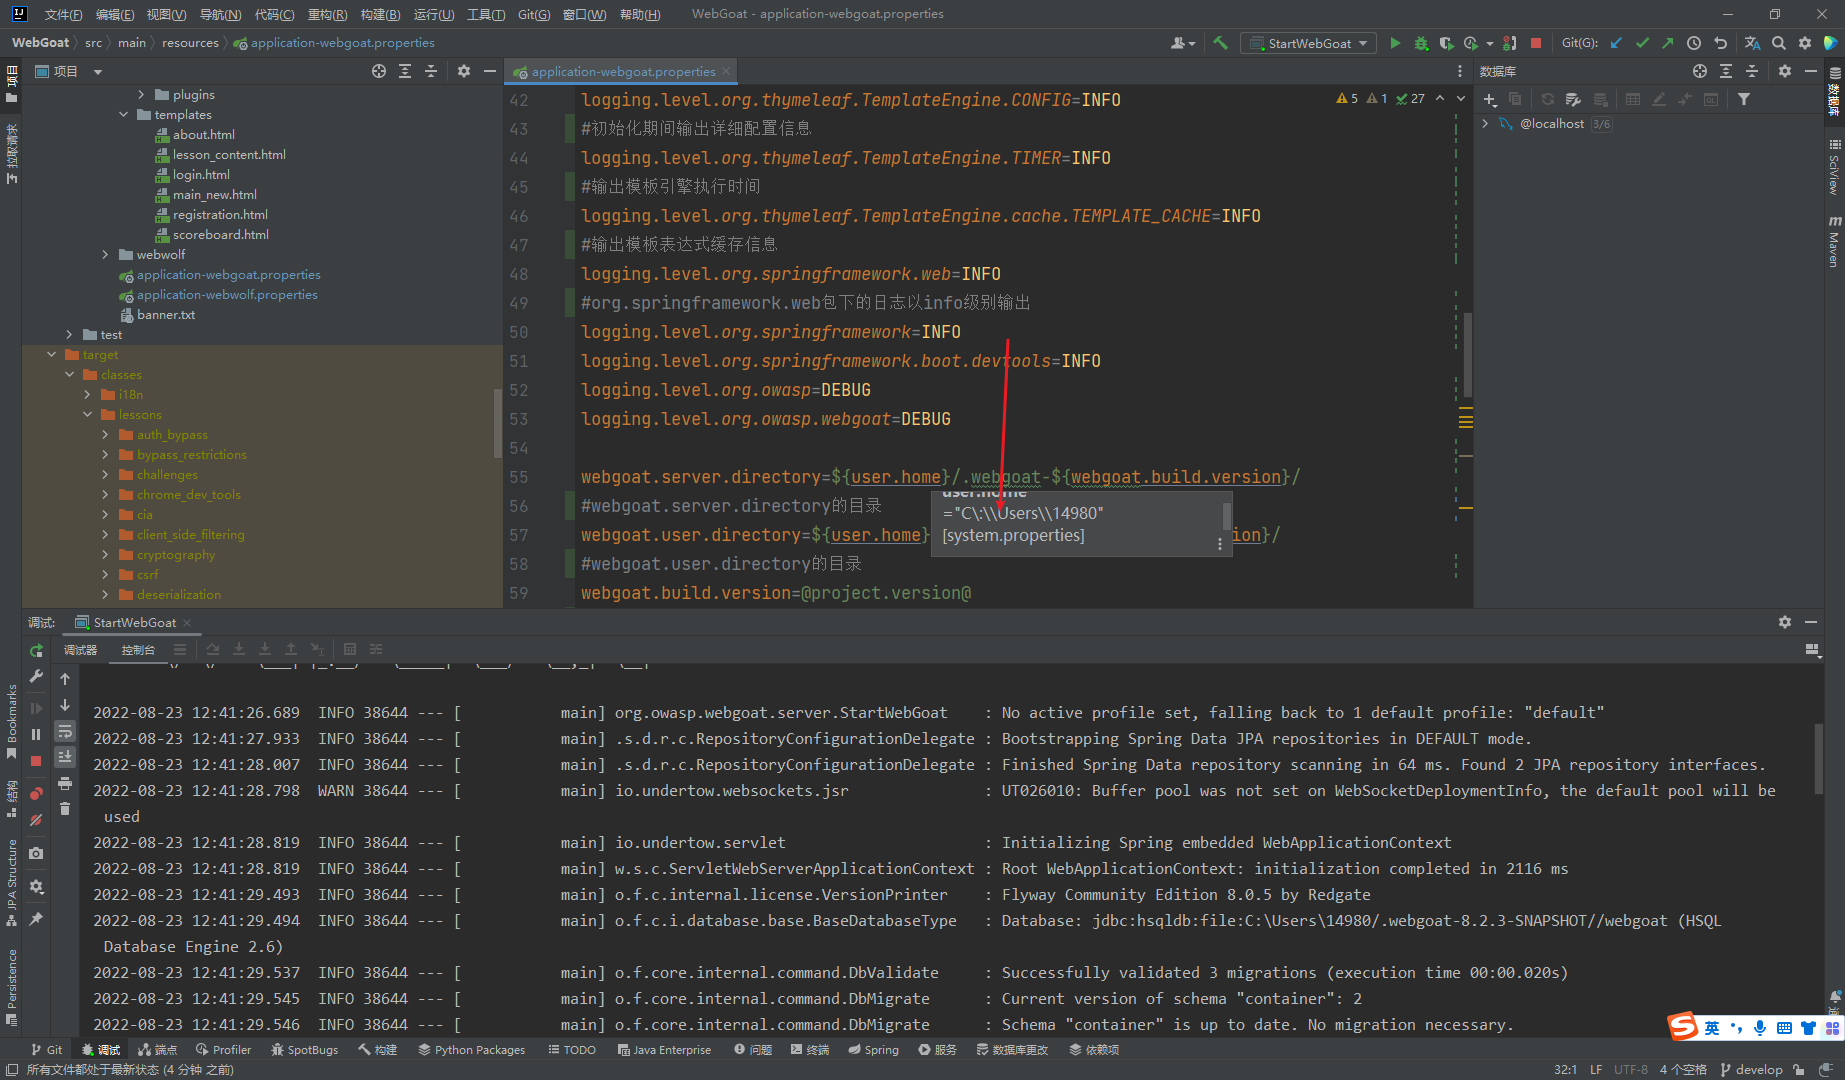 文件(F) 编辑(E) 视图(V) 导航(N) 代码(C) 重构(R) 构建(B) 运行(U) 工具(T) Git(G) 窗口(W) 帮助(H) WebGoat - application-webgoat.properties
WebGoat src main resources application-webgoat.properties StartWebGoat Git(G):
项目
plugins
templates
about.html
lesson_content.html
login.html
main_new.html
registration.html
scoreboard.html
webwolf
application-webgoat.properties
application-webwolf.properties
banner.txt
test
target
classes
i18n
lessons
auth_bypass
bypass_restrictions
challenges
chrome_dev_tools
cia
client_side_filtering
cryptography
csrf
deserialization
项目
拉取请求
Bookmarks
结构
JPA Structure
Persistence
application-webgoat.properties
5 1 27
42 logging.level.org.thymeleaf.TemplateEngine.CONFIG=INFO
43 #初始化期间输出详细配置信息
44 logging.level.org.thymeleaf.TemplateEngine.TIMER=INFO
45 #输出模板引擎执行时间
46 logging.level.org.thymeleaf.TemplateEngine.cache.TEMPLATE_CACHE=INFO
47 #输出模板表达式缓存信息
48 logging.level.org.springframework.web=INFO
49 #org.springframework.web包下的日志以info级别输出
50 logging.level.org.springframework=INFO
51 logging.level.org.springframework.boot.devtools=INFO
52 logging.level.org.owasp=DEBUG
53 logging.level.org.owasp.webgoat=DEBUG
54
55 webgoat.server.directory=${user.home}/.webgoat-${webgoat.build.version}/
56 #webgoat.server.directory的目录
57 webgoat.user.directory=${user.home} ion}/
58 #webgoat.user.directory的目录
59 webgoat.build.version=@project.version@
user.home
="C\:\\Users\\14980"
[system.properties]
数据库
@localhost 3/6
数据库
SciView
Maven
调试: StartWebGoat
调试器 控制台
2022-08-23 12:41:26.689 INFO 38644 --- [ main] org.owasp.webgoat.server.StartWebGoat : No active profile set, falling back to 1 default profile: "default"
2022-08-23 12:41:27.933 INFO 38644 --- [ main] .s.d.r.c.RepositoryConfigurationDelegate : Bootstrapping Spring Data JPA repositories in DEFAULT mode.
2022-08-23 12:41:28.007 INFO 38644 --- [ main] .s.d.r.c.RepositoryConfigurationDelegate : Finished Spring Data repository scanning in 64 ms. Found 2 JPA repository interfaces.
2022-08-23 12:41:28.798 WARN 38644 --- [ main] io.undertow.websockets.jsr : UT026010: Buffer pool was not set on WebSocketDeploymentInfo, the default pool will be
used
2022-08-23 12:41:28.819 INFO 38644 --- [ main] io.undertow.servlet : Initializing Spring embedded WebApplicationContext
2022-08-23 12:41:28.819 INFO 38644 --- [ main] w.s.c.ServletWebServerApplicationContext : Root WebApplicationContext: initialization completed in 2116 ms
2022-08-23 12:41:29.493 INFO 38644 --- [ main] o.f.c.internal.license.VersionPrinter : Flyway Community Edition 8.0.5 by Redgate
2022-08-23 12:41:29.494 INFO 38644 --- [ main] o.f.c.i.database.base.BaseDatabaseType : Database: jdbc:hsqldb:file:C:\Users\14980/.webgoat-8.2.3-SNAPSHOT//webgoat (HSQL
Database Engine 2.6)
2022-08-23 12:41:29.537 INFO 38644 --- [ main] o.f.core.internal.command.DbValidate : Successfully validated 3 migrations (execution time 00:00.020s)
2022-08-23 12:41:29.545 INFO 38644 --- [ main] o.f.core.internal.command.DbMigrate : Current version of schema "container": 2
2022-08-23 12:41:29.546 INFO 38644 --- [ main] o.f.core.internal.command.DbMigrate : Schema "container" is up to date. No migration necessary.
英
Git 调试 端点 Profiler SpotBugs 构建 Python Packages TODO Java Enterprise 问题 终端 Spring 服务 数据库更改 依赖项
所有文件都处于最新状态 (4 分钟 之前) 32:1 LF UTF-8 4 个空格 develop